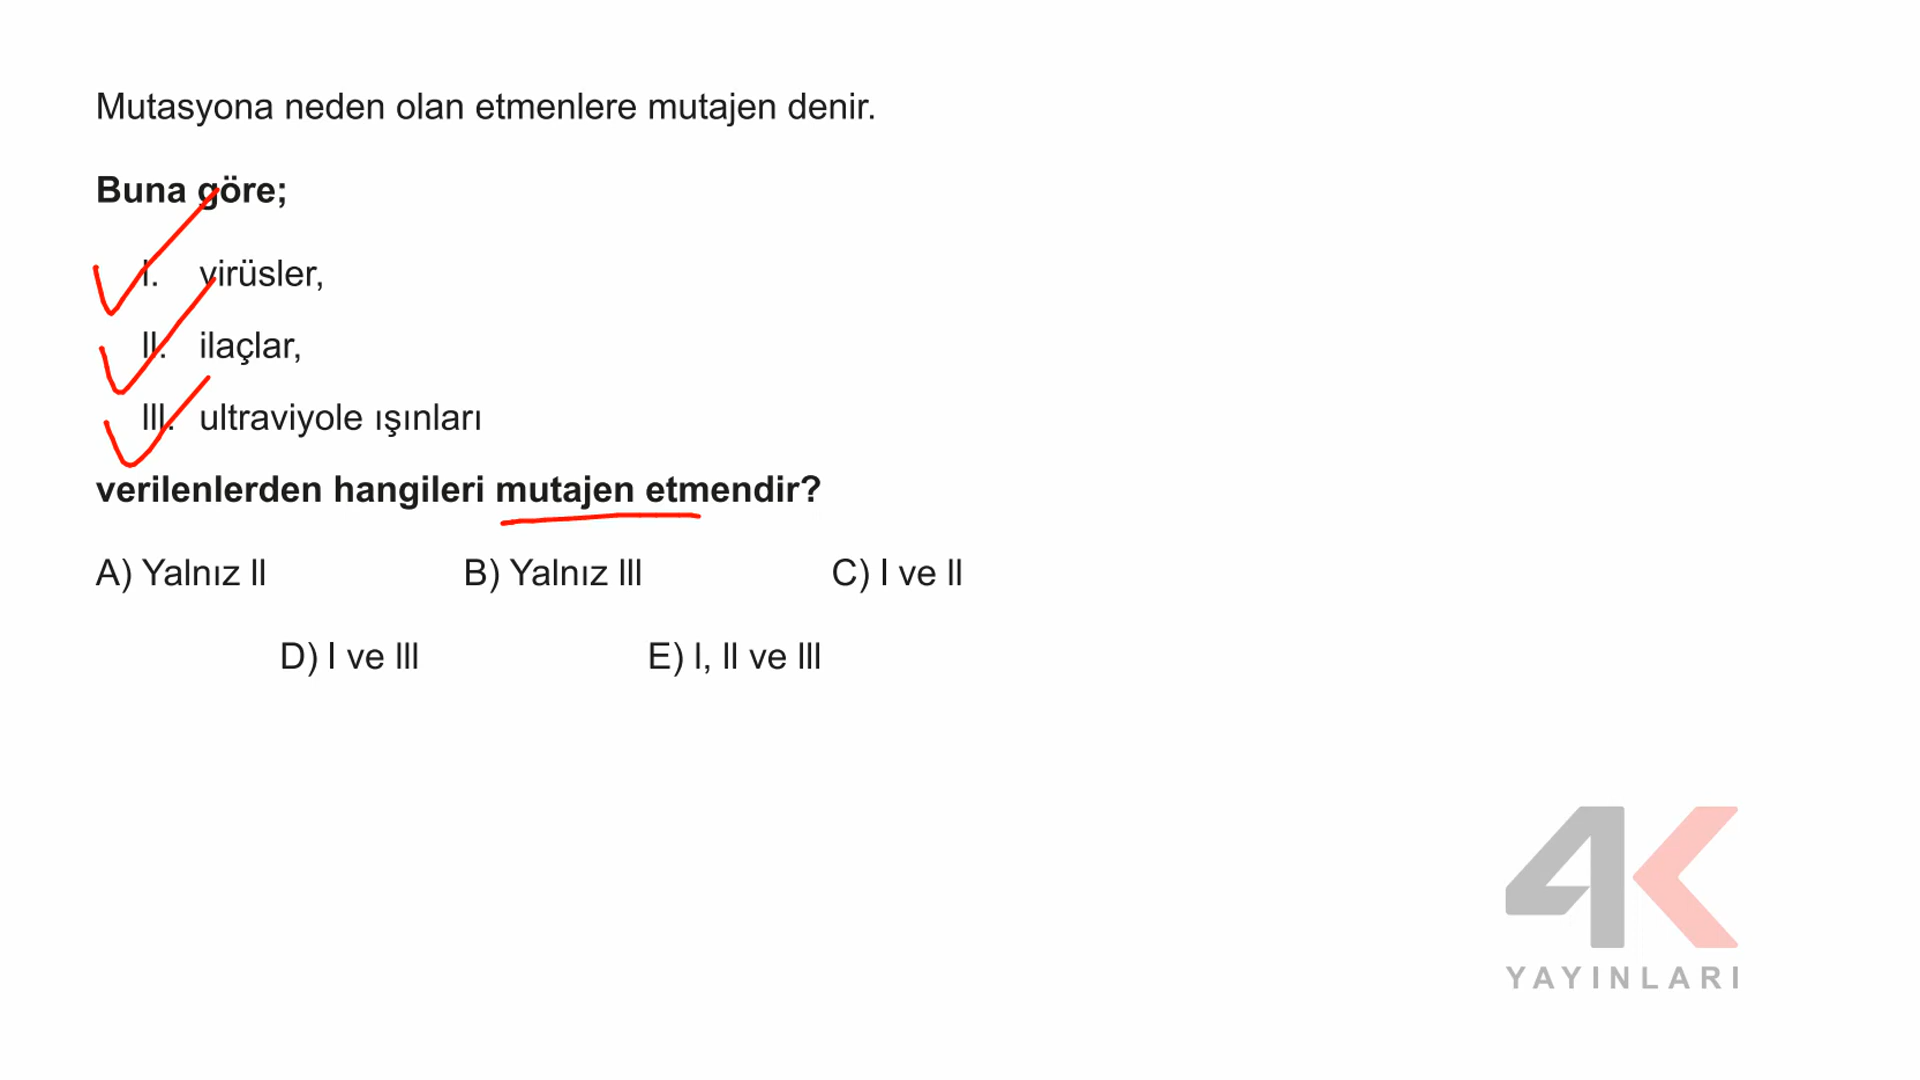 Mutasyona neden olan etmenlere mutajen denir.
Buna göre;
I. virüsler,
II. ilaçlar,
III. ultraviyole ışınları
verilenlerden hangileri mutajen etmendir?
A) Yalnız II B) Yalnız III C) I ve II
D) I ve III E) I, II ve III
4K
YAYINLARI